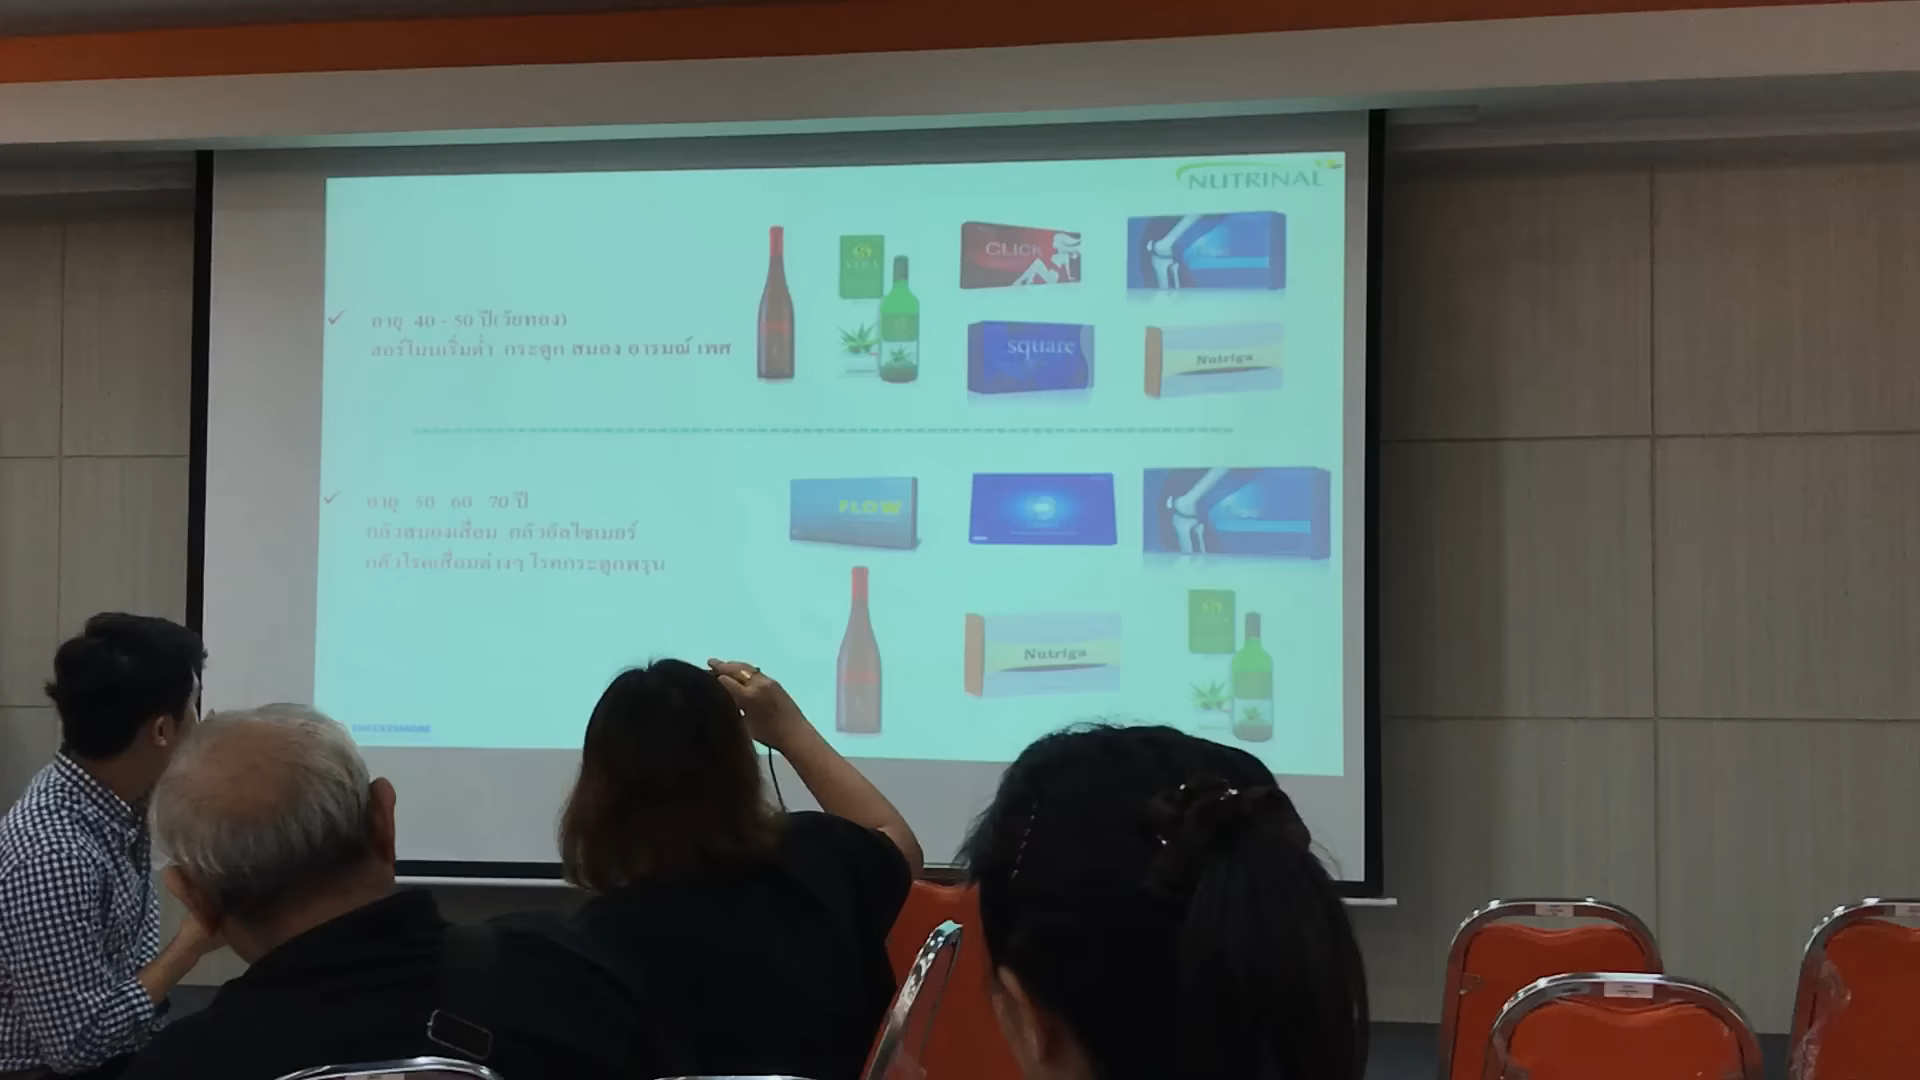 NUTRINAL
อายุ 40 - 50 ปี(วัยทอง)
ฮอร์โมนเริ่มต่ำ กระดูก สมอง อารมณ์ เพศ
CLICK
square
Nutriga
อายุ 50 60 70 ปี
กลัวสมองเสื่อม กลัวอัลไซเมอร์
กลัวโรคเสื่อมต่างๆ โรคกระดูกพรุน
FLOW
Nutriga
SUCCESSMORE